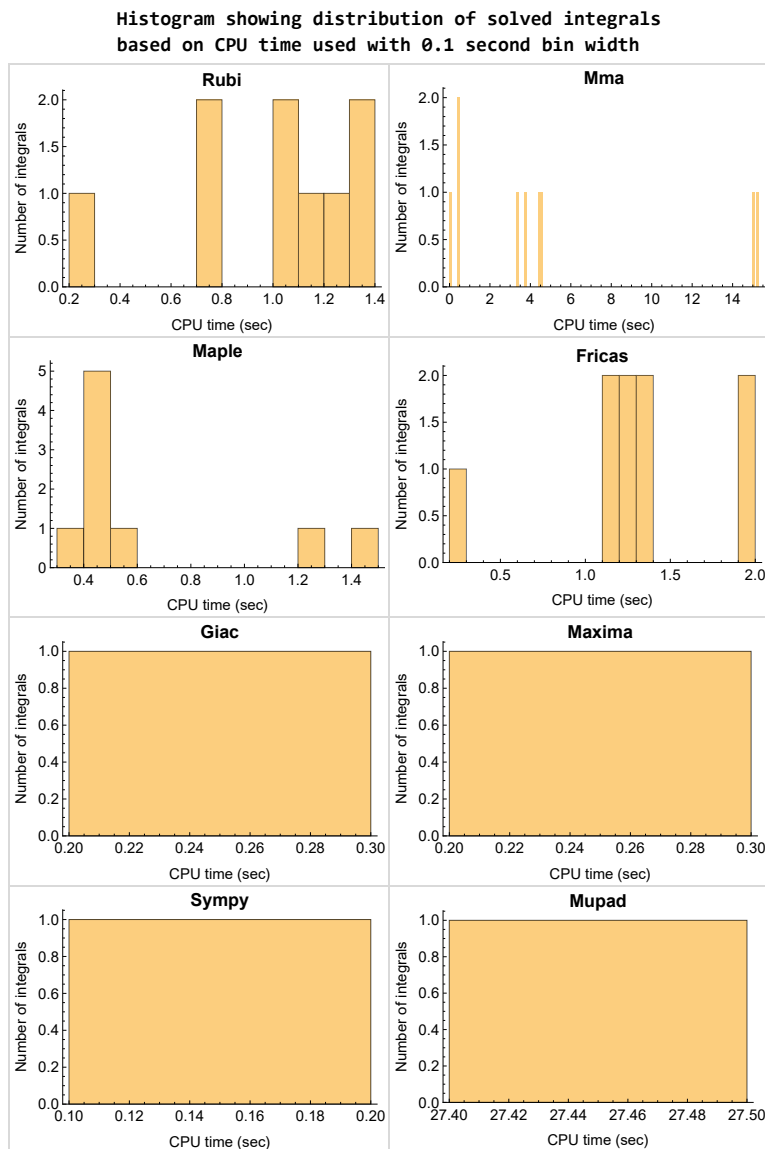 Histogram showing distribution of solved integrals
based on CPU time used with 0.1 second bin width
Rubi
Number of integrals
2.0
1.5
1.0
0.5
0.0
0.2 0.4 0.6 0.8 1.0 1.2 1.4
CPU time (sec)
Mma
Number of integrals
2.0
1.5
1.0
0.5
0.0
0 2 4 6 8 10 12 14
CPU time (sec)
Maple
Number of integrals
5
4
3
2
1
0
0.4 0.6 0.8 1.0 1.2 1.4
CPU time (sec)
Fricas
Number of integrals
2.0
1.5
1.0
0.5
0.0
0.5 1.0 1.5 2.0
CPU time (sec)
Giac
Number of integrals
1.0
0.8
0.6
0.4
0.2
0.0
0.20 0.22 0.24 0.26 0.28 0.30
CPU time (sec)
Maxima
Number of integrals
1.0
0.8
0.6
0.4
0.2
0.0
0.20 0.22 0.24 0.26 0.28 0.30
CPU time (sec)
Sympy
Number of integrals
1.0
0.8
0.6
0.4
0.2
0.0
0.10 0.12 0.14 0.16 0.18 0.20
CPU time (sec)
Mupad
Number of integrals
1.0
0.8
0.6
0.4
0.2
0.0
27.40 27.42 27.44 27.46 27.48 27.50
CPU time (sec)